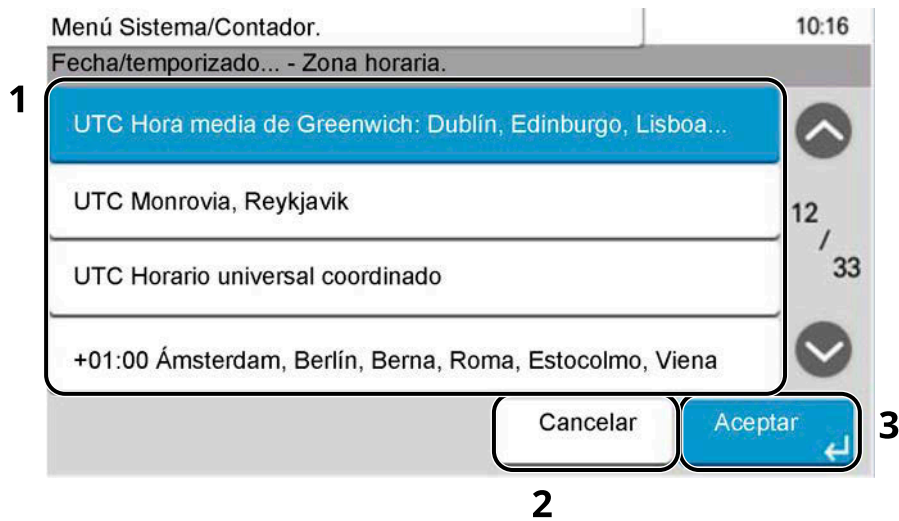 Menú Sistema/Contador. 10:16
Fecha/temporizado... - Zona horaria.
1
UTC Hora media de Greenwich: Dublín, Edinburgo, Lisboa...
UTC Monrovia, Reykjavik
12
/
33
UTC Horario universal coordinado
+01:00 Ámsterdam, Berlín, Berna, Roma, Estocolmo, Viena
Cancelar Aceptar 3
2